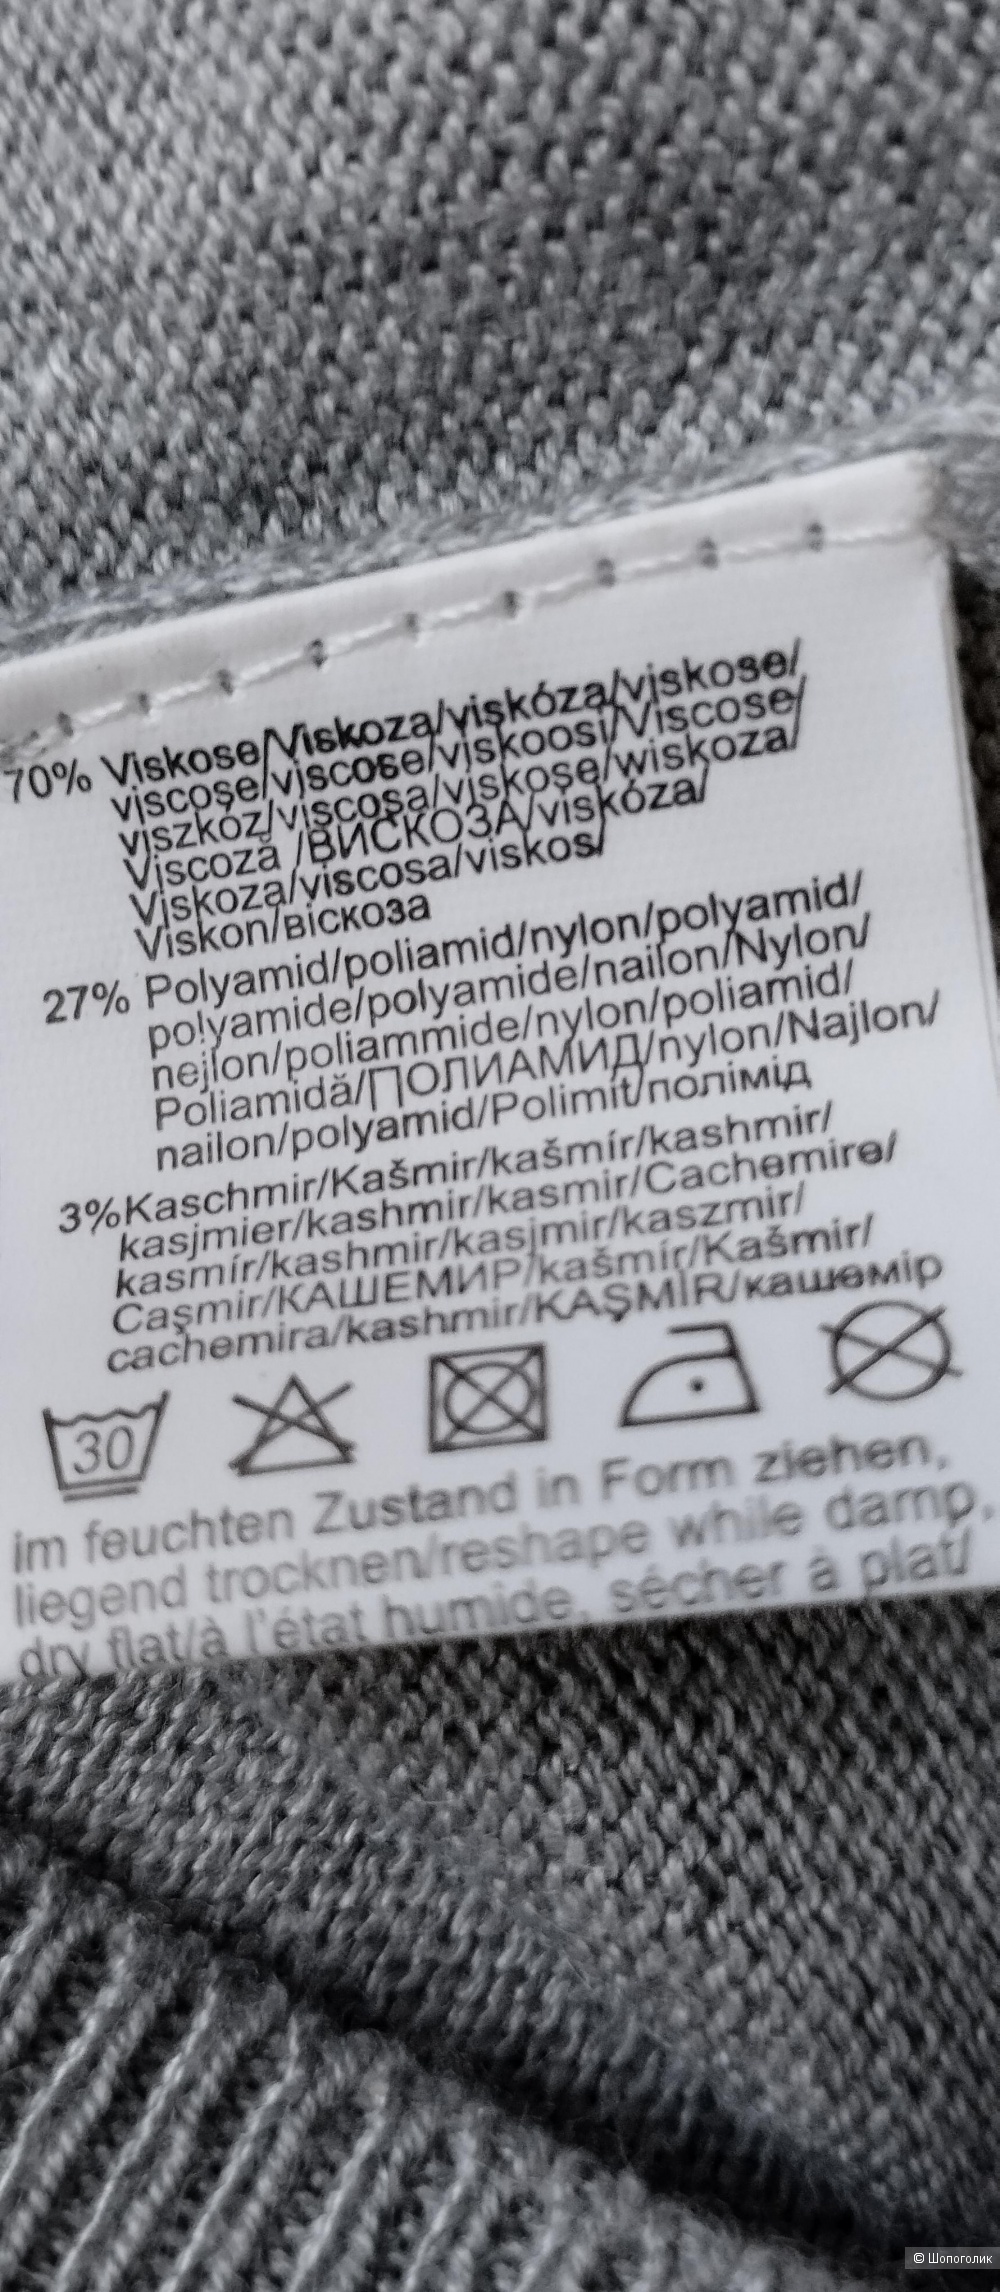 70% Viskose/Viskoza/viskóza/viskose/
viscose/viscose/viskoosi/Viscose/
viszkóz/viscosa/viskose/wiskoza/
Viscoză /ВИСКОЗА/viskóza/
Viskoza/viscosa/viskos/
Viskon/віскоза
27% Polyamid/poliamid/nylon/polyamid/
polyamide/polyamide/nailon/Nylon/
nejlon/poliammide/nylon/poliamid/
Poliamidă/ПОЛИАМИД/nylon/Najlon/
nailon/polyamid/Polimit/полімід
3%Kaschmir/Kašmir/kašmír/kashmir/
kasjmier/kashmir/kasmir/Cachemire/
kasmír/kashmir/kasjmir/kaszmir/
Caşmir/КАШЕМИР/kašmír/Kašmir/
cachemira/kashmir/KAŞMİR/кашемір
30
im feuchten Zustand in Form ziehen,
liegend trocknen/reshape while damp,
dry flat/à l'état humide, sécher à plat/
© Шопоголик